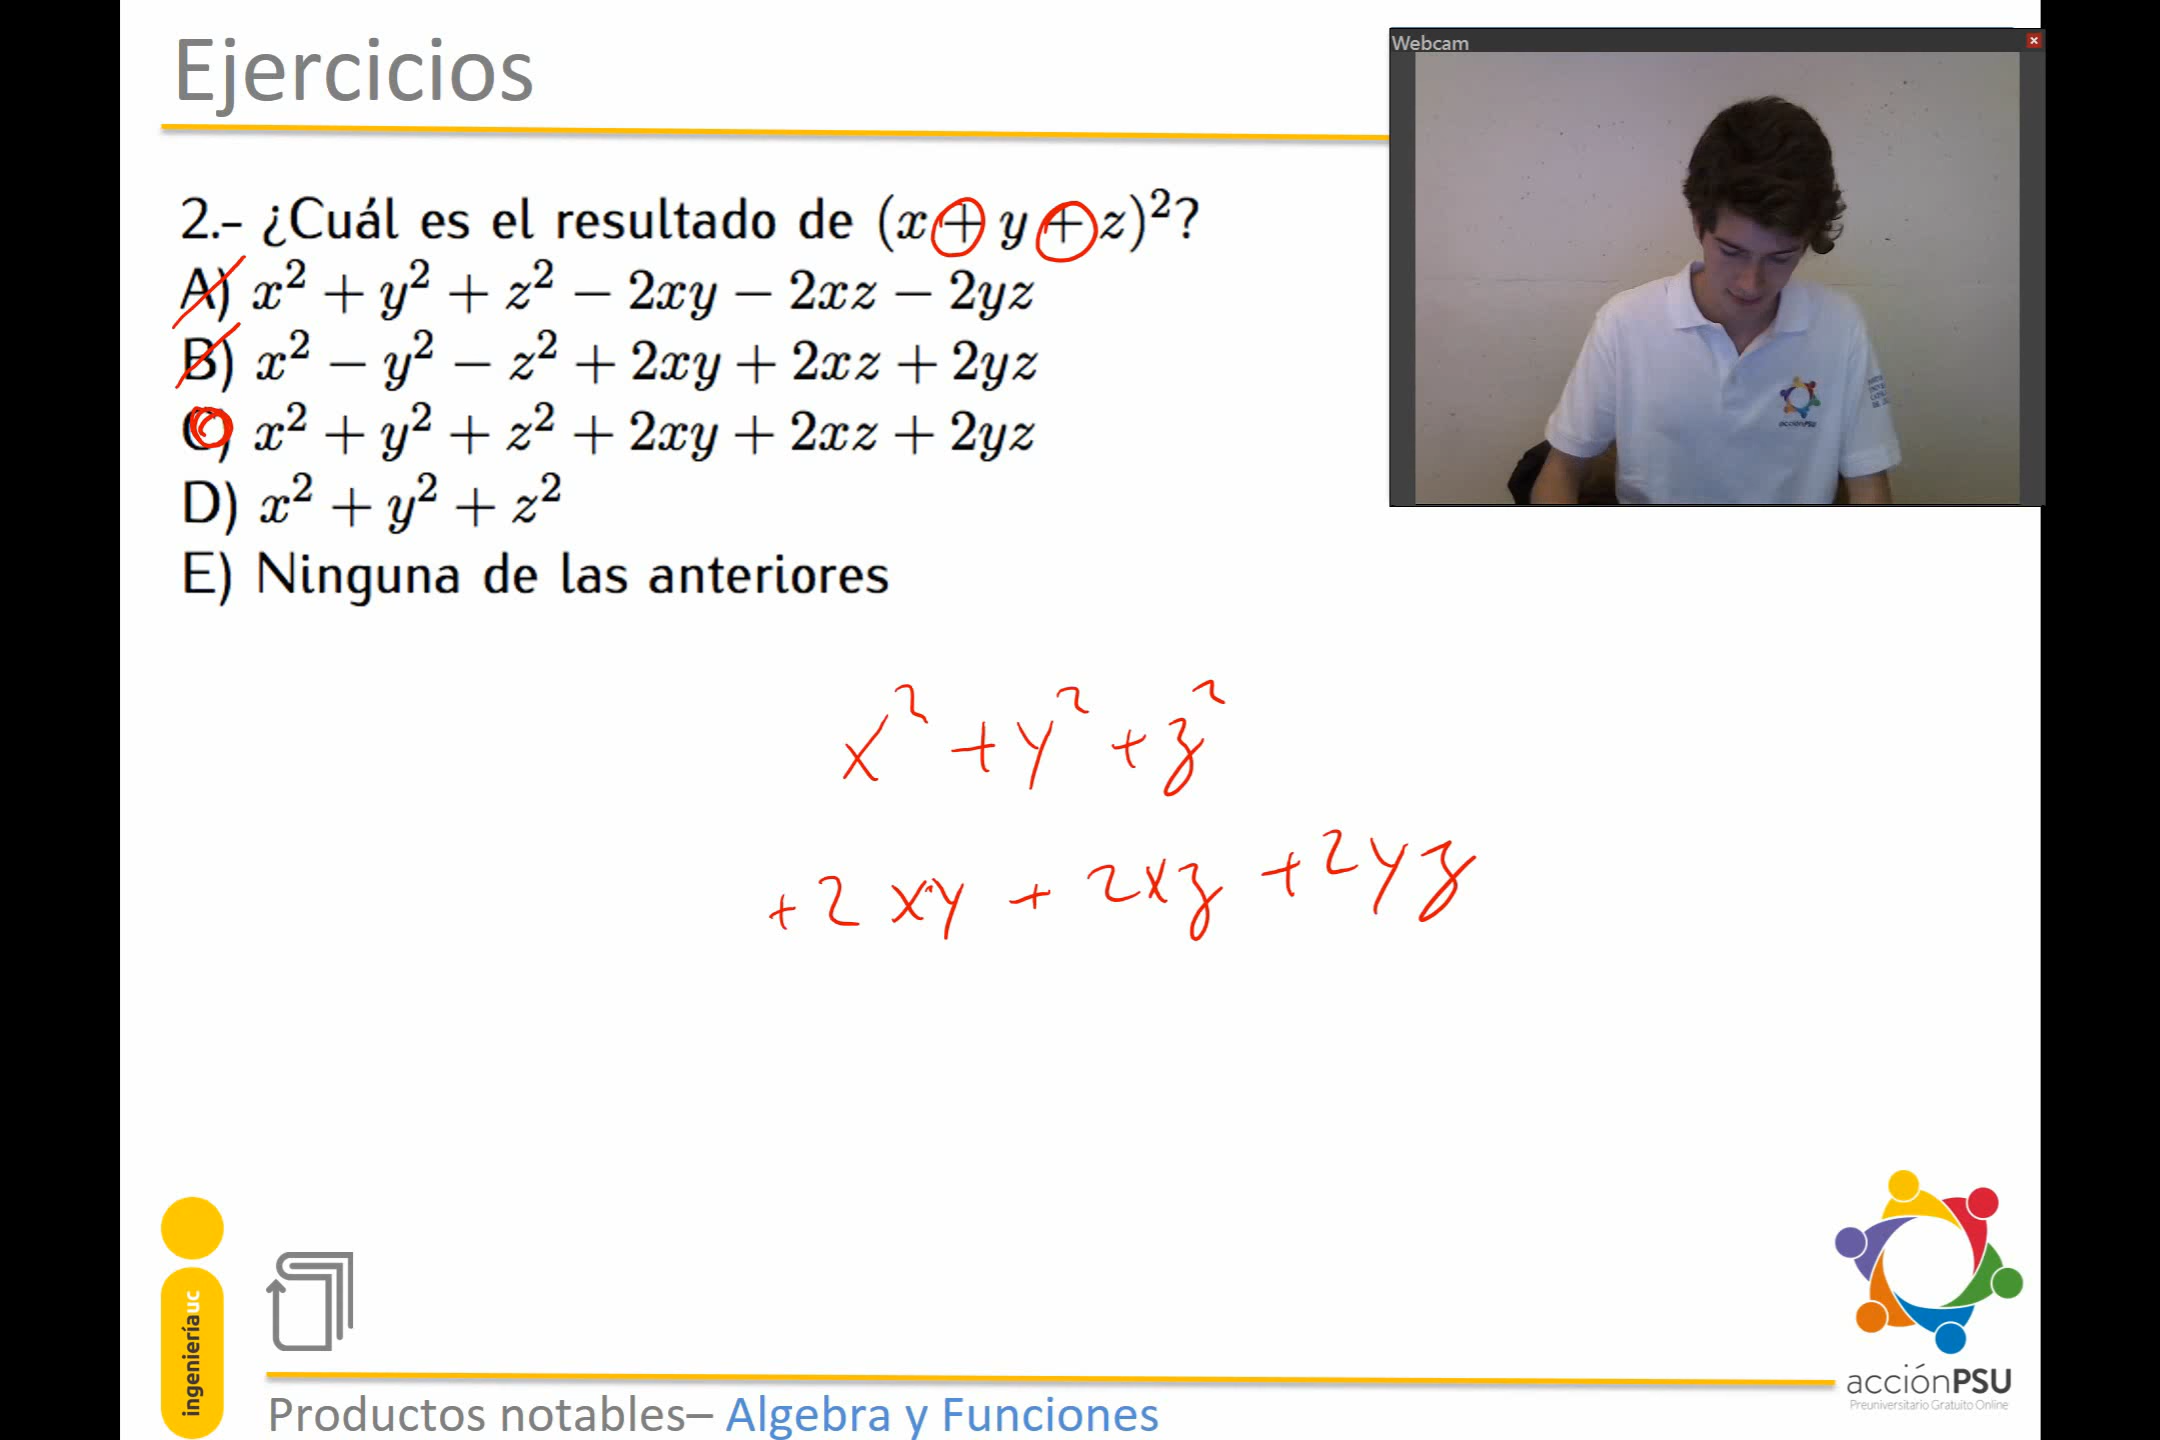 Ejercicios
Webcam
2.- ¿Cuál es el resultado de (x + y + z)²?
A) x² + y² + z² − 2xy − 2xz − 2yz
B) x² − y² − z² + 2xy + 2xz + 2yz
C) x² + y² + z² + 2xy + 2xz + 2yz
D) x² + y² + z²
E) Ninguna de las anteriores
x² + y² + z²
+ 2xy + 2xz + 2yz
acciónPSU
ingenieríauc
acciónPSU
Preuniversitario Gratuito Online
Productos notables– Algebra y Funciones